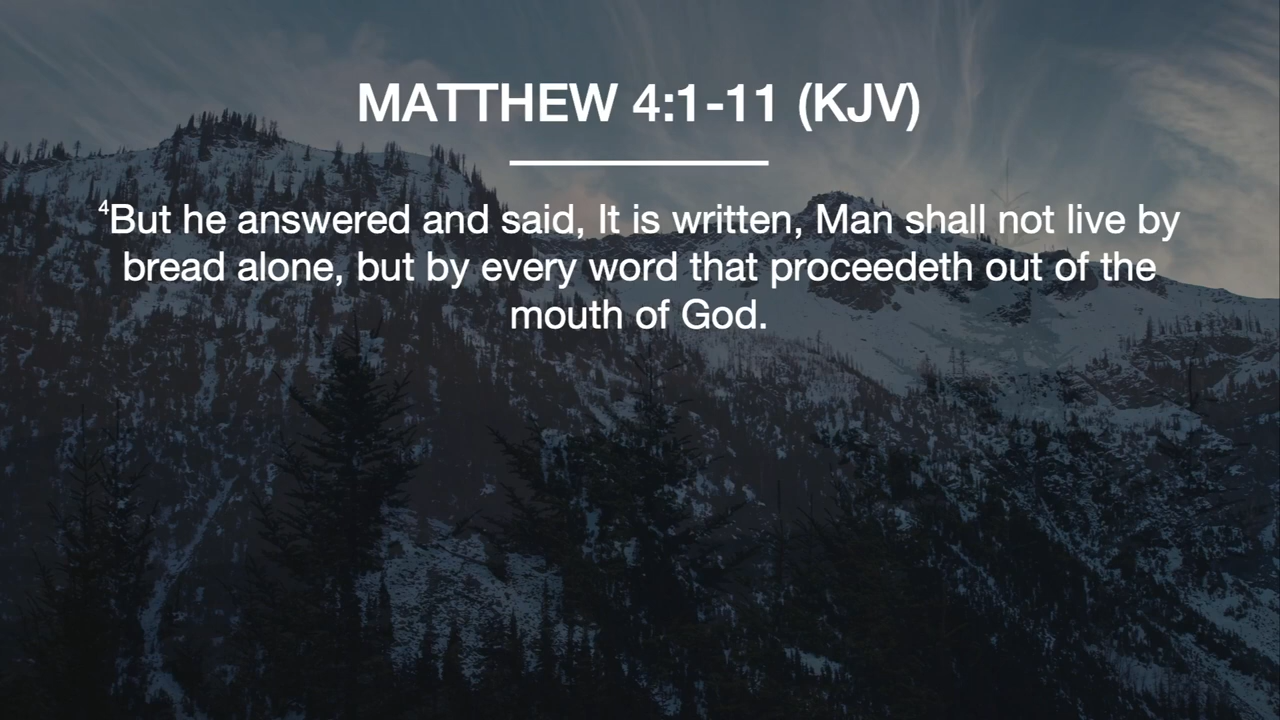 MATTHEW 4:1-11 (KJV)
⁴But he answered and said, It is written, Man shall not live by
bread alone, but by every word that proceedeth out of the
mouth of God.